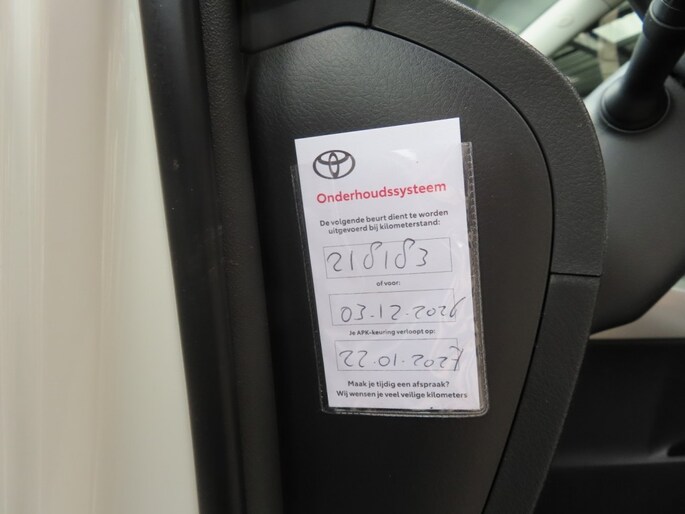 Onderhoudssysteem
De volgende beurt dient te worden
uitgevoerd bij kilometerstand:
218183
of voor:
03-12-2026
Je APK-keuring verloopt op:
22-01-2027
Maak je tijdig een afspraak?
Wij wensen je veel veilige kilometers